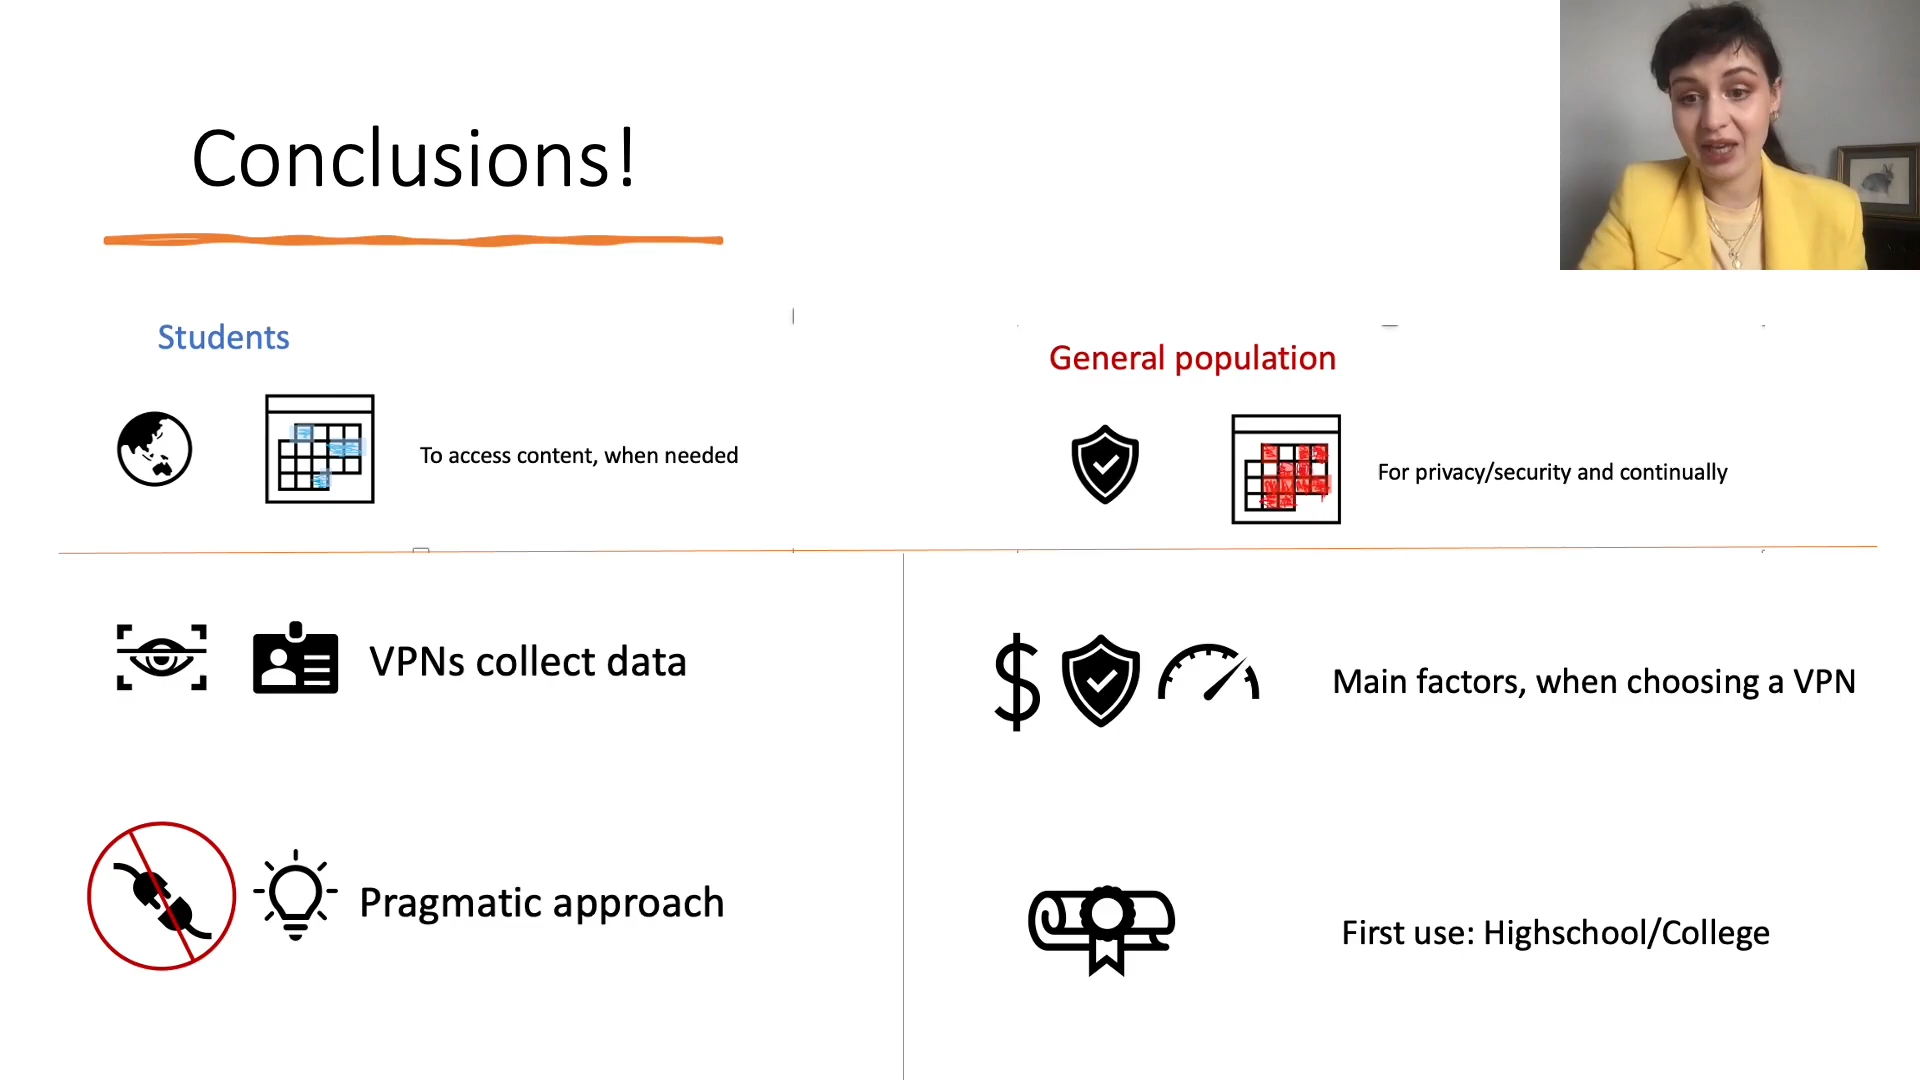 Conclusions!
Students
General population
To access content, when needed
For privacy/security and continually
VPNs collect data
Main factors, when choosing a VPN
Pragmatic approach
First use: Highschool/College